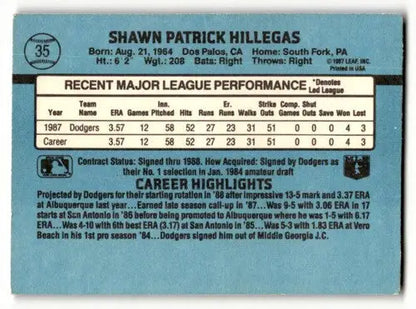 35
SHAWN PATRICK HILLEGAS
Born: Aug. 21, 1964 Dos Palos, CA Home: South Fork, PA
Ht.: 6'2" Wgt.: 208 Bats: Right Throws: Right
© 1987 LEAF, INC.
Printed in USA
RECENT MAJOR LEAGUE PERFORMANCE *Denotes Led League
Year Team Name ERA Games Inn. Pitched Hits Runs Er. Runs Walks Strike Outs Comp. Games Shut Outs Save Won Lost
1987 Dodgers 3.57 12 58 52 27 23 31 51 0 0 0 4 3
Career 3.57 12 58 52 27 23 31 51 0 0 0 4 3
Contract Status: Signed thru 1988. How Acquired: Signed by Dodgers as
their No. 1 selection in Jan. 1984 amateur draft
CAREER HIGHLIGHTS
Projected by Dodgers for their starting rotation in '88 after impressive 13-5 mark and 3.37 ERA
at Albuquerque last year... Earned late season call-up in '87... Was 9-5 with 3.06 ERA in 17
starts at San Antonio in '86 before being promoted to Albuquerque where he was 1-5 with 6.17
ERA... Was 4-10 with 6th best ERA (3.17) at San Antonio in '85... Was 5-3 with 1.83 ERA at Vero
Beach in his 1st pro season '84... Dodgers signed him out of Middle Georgia J.C.